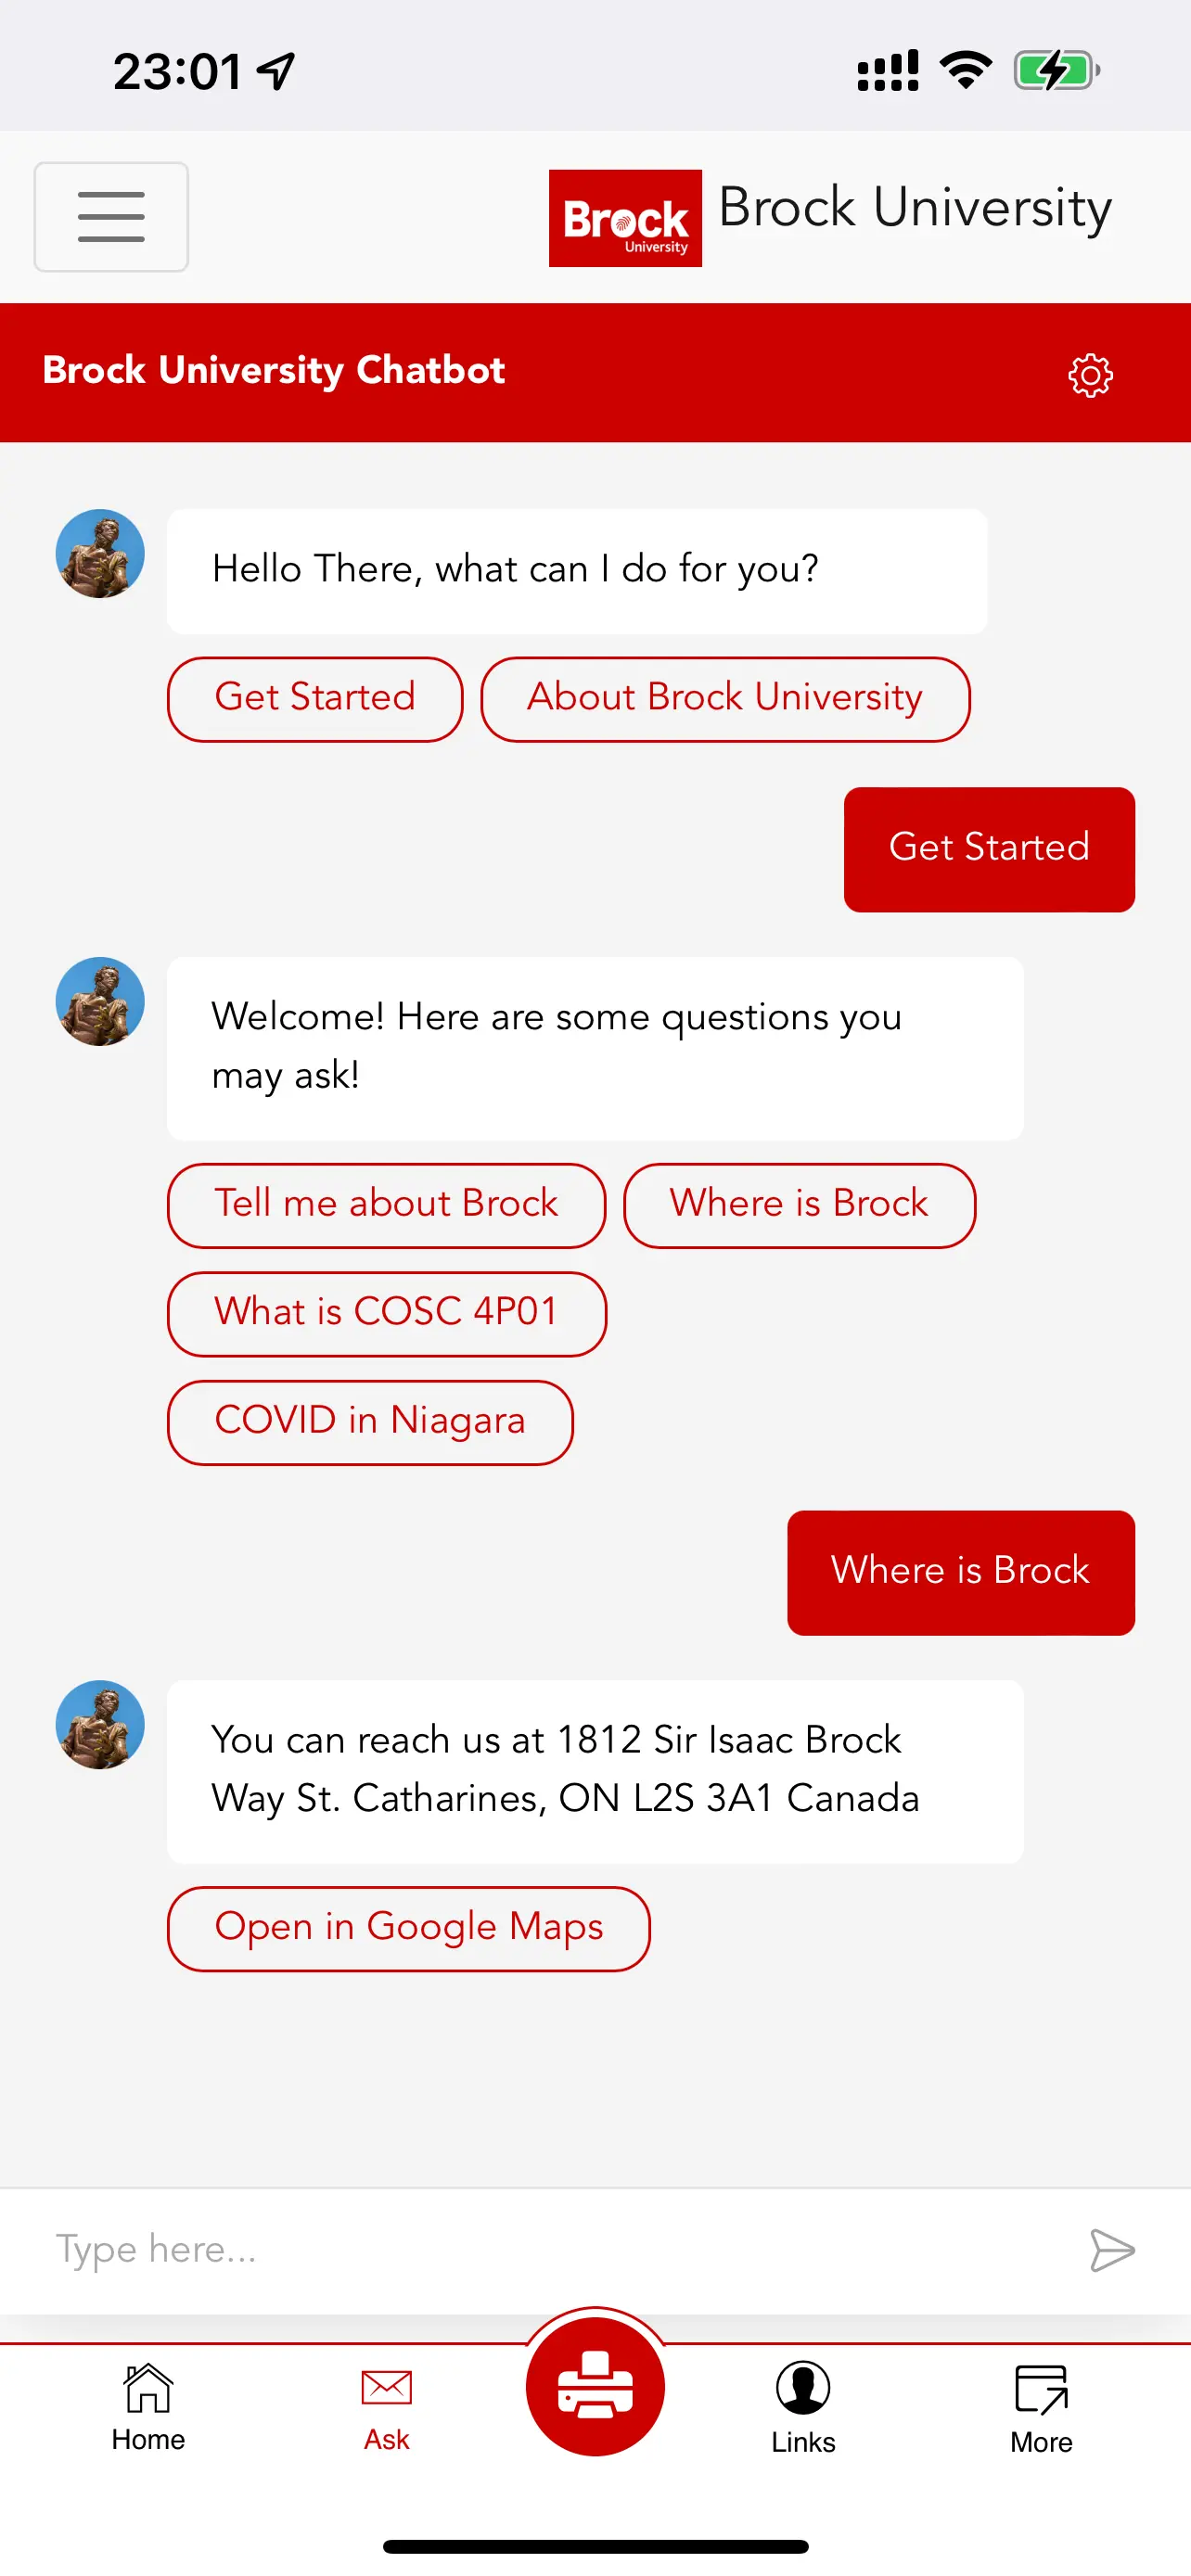 23:01
Brock
University
Brock University
Brock University Chatbot
Hello There, what can I do for you?
Get Started
About Brock University
Get Started
Welcome! Here are some questions you
may ask!
Tell me about Brock
Where is Brock
What is COSC 4P01
COVID in Niagara
Where is Brock
You can reach us at 1812 Sir Isaac Brock
Way St. Catharines, ON L2S 3A1 Canada
Open in Google Maps
Type here...
Home
Ask
Links
More